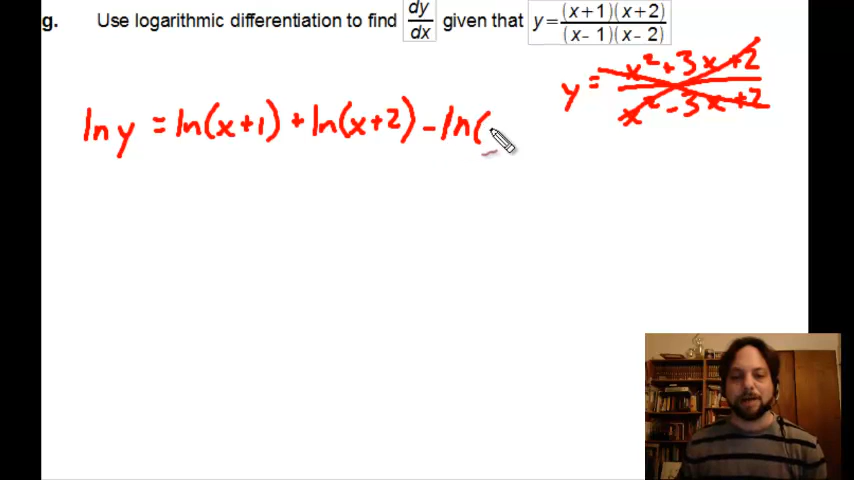 g. Use logarithmic differentiation to find dy/dx given that y=(x+1)(x+2)/(x-1)(x-2)
y = x²+3x+2/x²-3x+2
ln y = ln(x+1) + ln(x+2) - ln(